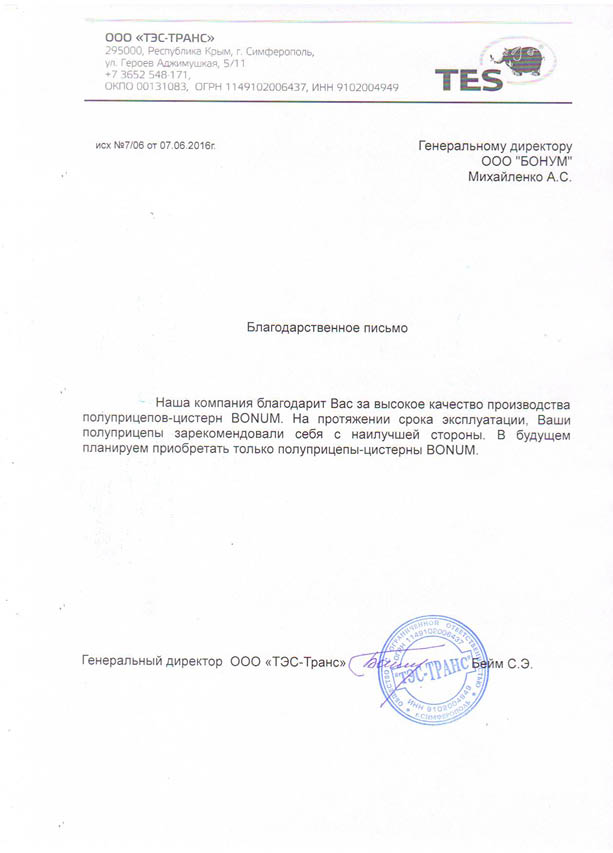 ООО «ТЭС-ТРАНС»
295000, Республика Крым, г. Симферополь,
ул. Героев Аджимушкая, 5/11
+7 3652 548-171,
ОКПО 00131083, ОГРН 1149102006437, ИНН 9102004949
TES
исх №7/06 от 07.06.2016г.
Генеральному директору
ООО "БОНУМ"
Михайленко А.С.
Благодарственное письмо
Наша компания благодарит Вас за высокое качество производства
полуприцепов-цистерн BONUM. На протяжении срока эксплуатации, Ваши
полуприцепы зарекомендовали себя с наилучшей стороны. В будущем
планируем приобретать только полуприцепы-цистерны BONUM.
Генеральный директор ООО «ТЭС-Транс»
Бейм С.Э.
ОБЩЕСТВО С ОГРАНИЧЕННОЙ ОТВЕТСТВЕННОСТЬЮ
ОГРН 1149102006437
"ТЭС-ТРАНС"
ИНН 9102004949
г.СИМФЕРОПОЛЬ